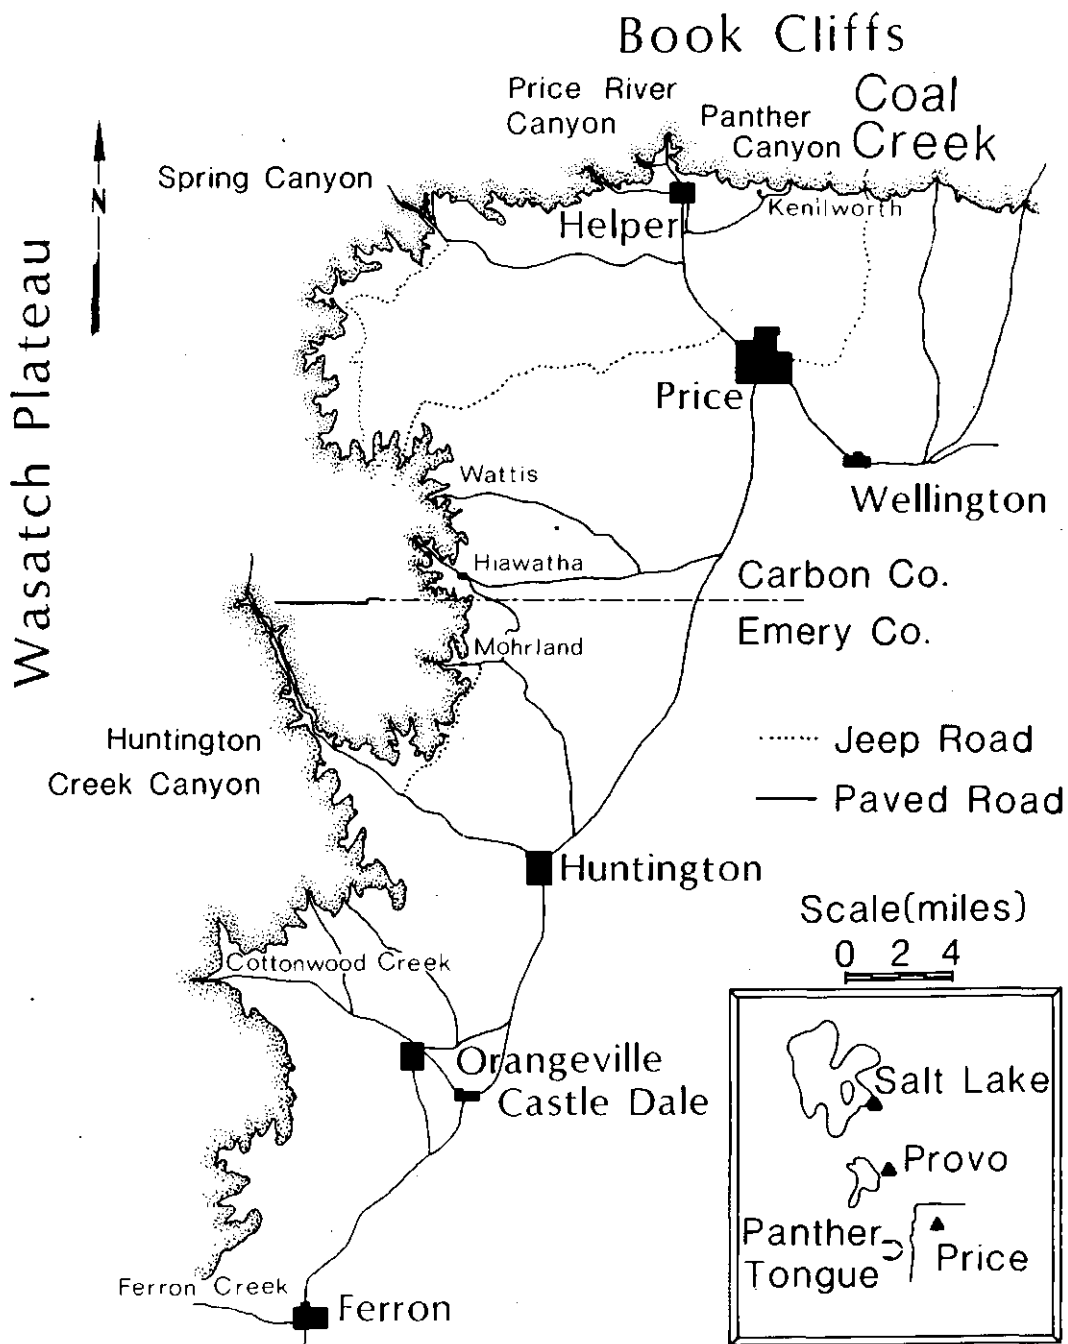 Book Cliffs
Price River
Canyon
Panther
Canyon
Coal
Creek
Spring Canyon
N
Helper
Kenilworth
Wasatch Plateau
Price
Wattis
Wellington
Hiawatha
Carbon Co.
Emery Co.
Mohrland
Huntington
Creek Canyon
Jeep Road
Paved Road
Huntington
Scale(miles)
0 2 4
Cottonwood Creek
Orangeville
Castle Dale
Salt Lake
Provo
Panther
Tongue
Price
Ferron Creek
Ferron